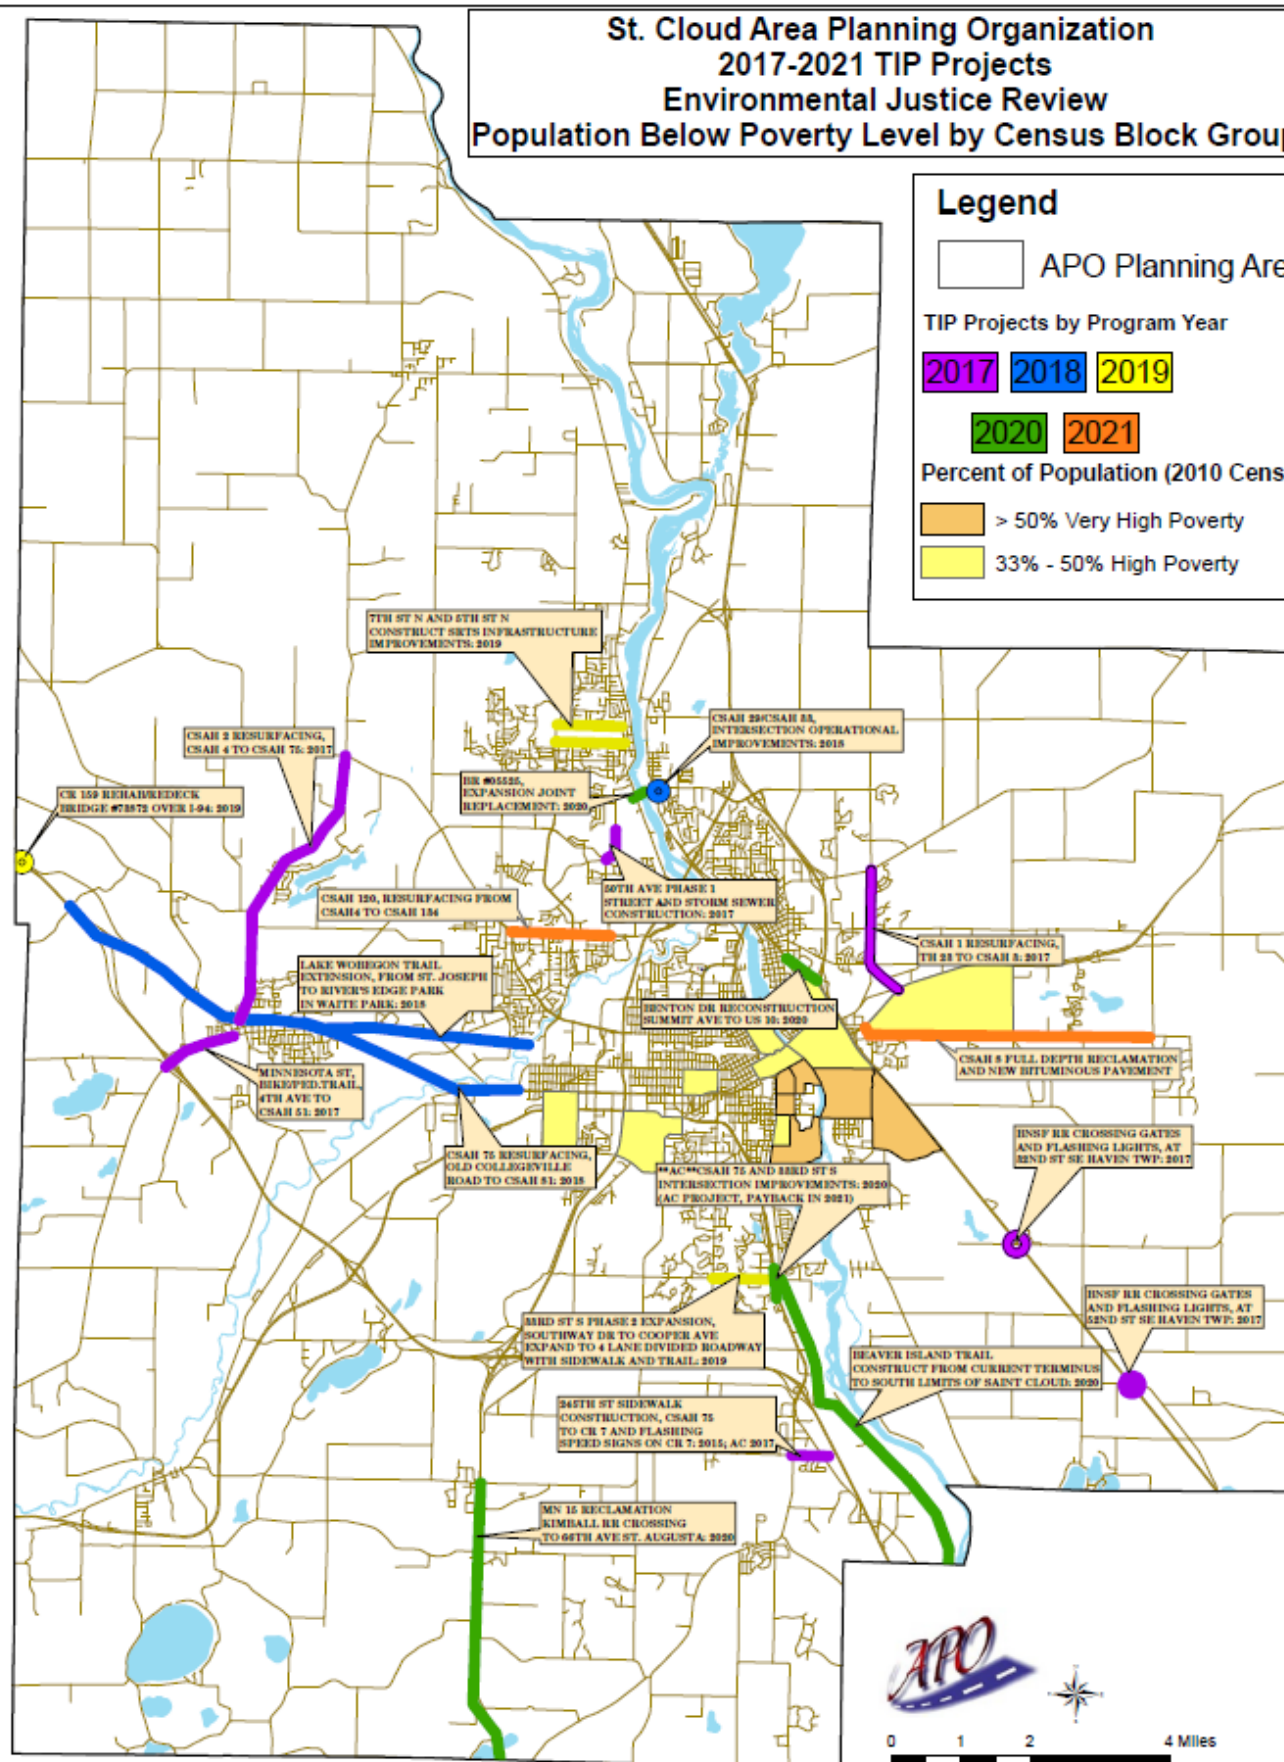 St. Cloud Area Planning Organization
2017-2021 TIP Projects
Environmental Justice Review
Population Below Poverty Level by Census Block Group
Legend
APO Planning Are
TIP Projects by Program Year
2017 2018 2019
2020 2021
Percent of Population (2010 Cens
> 50% Very High Poverty
33% - 50% High Poverty
7TH ST N AND 5TH ST N
CONSTRUCT SRTS INFRASTRUCTURE
IMPROVEMENTS: 2019
CSAH 2 RESURFACING,
CSAH 4 TO CSAH 75: 2017
CSAH 29/CSAH 33,
INTERSECTION OPERATIONAL
IMPROVEMENTS: 2018
BR #05525,
EXPANSION JOINT
REPLACEMENT: 2020
CR 159 REHAB/REDECK
BRIDGE #73872 OVER I-94: 2019
50TH AVE PHASE 1
STREET AND STORM SEWER
CONSTRUCTION: 2017
CSAH 120, RESURFACING FROM
CSAH4 TO CSAH 134
CSAH 1 RESURFACING,
TH 23 TO CSAH 3: 2017
LAKE WOBEGON TRAIL
EXTENSION, FROM ST. JOSEPH
TO RIVER'S EDGE PARK
IN WAITE PARK: 2018
BENTON DR RECONSTRUCTION
SUMMIT AVE TO US 10: 2020
CSAH 8 FULL DEPTH RECLAMATION
AND NEW BITUMINOUS PAVEMENT
MINNESOTA ST,
BIKE/PED.TRAIL,
4TH AVE TO
CSAH 51: 2017
CSAH 75 RESURFACING,
OLD COLLEGEVILLE
ROAD TO CSAH 81: 2018
**AC**CSAH 75 AND 33RD ST S
INTERSECTION IMPROVEMENTS: 2020
(AC PROJECT, PAYBACK IN 2021)
BNSF RR CROSSING GATES
AND FLASHING LIGHTS, AT
32ND ST SE HAVEN TWP: 2017
BNSF RR CROSSING GATES
AND FLASHING LIGHTS, AT
52ND ST SE HAVEN TWP: 2017
33RD ST S PHASE 2 EXPANSION,
SOUTHWAY DR TO COOPER AVE
EXPAND TO 4 LANE DIVIDED ROADWAY
WITH SIDEWALK AND TRAIL: 2019
BEAVER ISLAND TRAIL
CONSTRUCT FROM CURRENT TERMINUS
TO SOUTH LIMITS OF SAINT CLOUD: 2020
245TH ST SIDEWALK
CONSTRUCTION, CSAH 75
TO CR 7 AND FLASHING
SPEED SIGNS ON CR 7: 2015; AC 2017
MN 15 RECLAMATION
KIMBALL RR CROSSING
TO 66TH AVE ST. AUGUSTA: 2020
APO
0 1 2 4 Miles